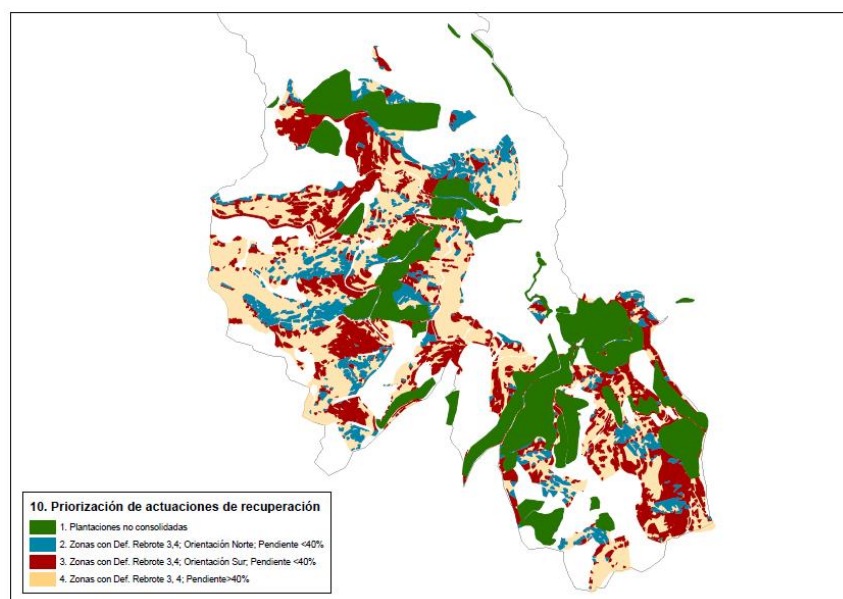 10. Priorización de actuaciones de recuperación
1. Plantaciones no consolidadas
2. Zonas con Def. Rebrote 3,4; Orientación Norte; Pendiente <40%
3. Zonas con Def. Rebrote 3,4; Orientación Sur; Pendiente <40%
4. Zonas con Def. Rebrote 3, 4; Pendiente>40%